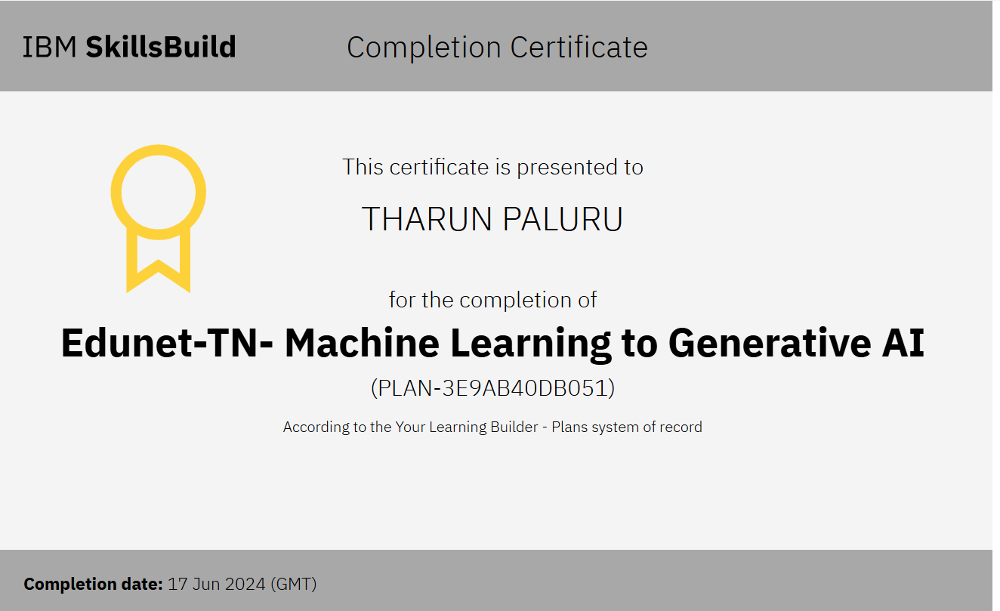 IBM SkillsBuild
Completion Certificate
This certificate is presented to
THARUN PALURU
for the completion of
Edunet-TN- Machine Learning to Generative AI
(PLAN-3E9AB40DB051)
According to the Your Learning Builder - Plans system of record
Completion date: 17 Jun 2024 (GMT)